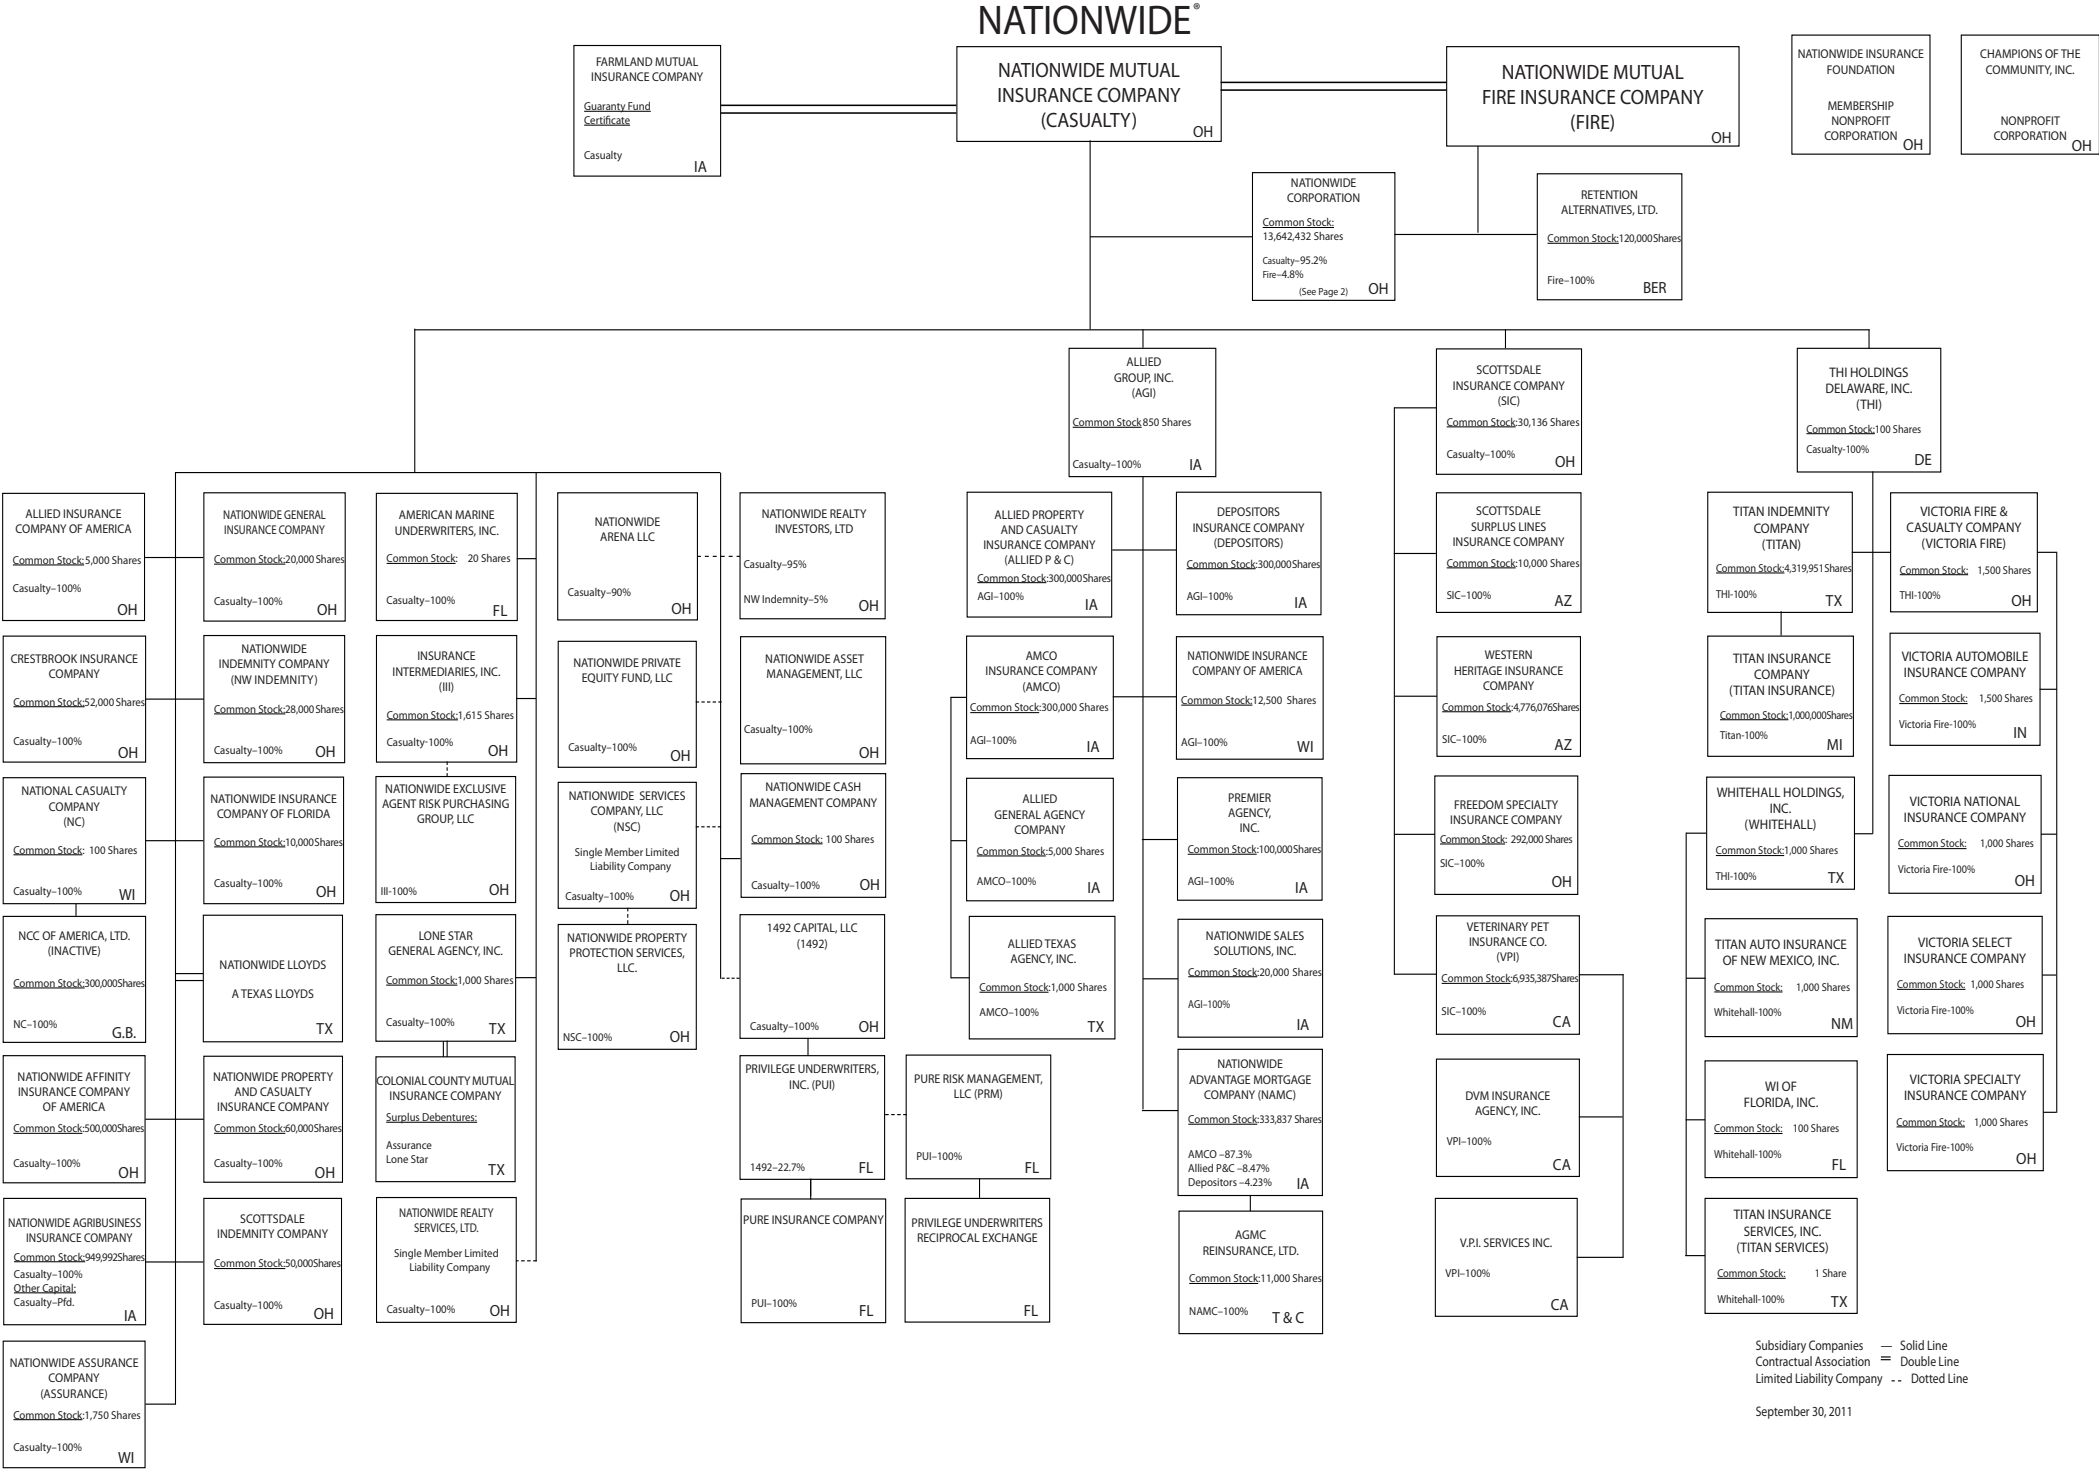 NATIONWIDE®
FARMLAND MUTUAL
INSURANCE COMPANY
Guaranty Fund
Certificate
Casualty
IA
NATIONWIDE MUTUAL
INSURANCE COMPANY
(CASUALTY)
OH
NATIONWIDE MUTUAL
FIRE INSURANCE COMPANY
(FIRE)
OH
NATIONWIDE INSURANCE
FOUNDATION
MEMBERSHIP
NONPROFIT
CORPORATION
OH
CHAMPIONS OF THE
COMMUNITY, INC.
NONPROFIT
CORPORATION
OH
NATIONWIDE
CORPORATION
Common Stock:
13,642,432 Shares
Casualty–95.2%
Fire–4.8%
(See Page 2)
OH
RETENTION
ALTERNATIVES, LTD.
Common Stock:120,000Shares
Fire–100%
BER
ALLIED
GROUP, INC.
(AGI)
Common Stock 850 Shares
Casualty–100%
IA
SCOTTSDALE
INSURANCE COMPANY
(SIC)
Common Stock:30,136 Shares
Casualty–100%
OH
THI HOLDINGS
DELAWARE, INC.
(THI)
Common Stock:100 Shares
Casualty-100%
DE
ALLIED INSURANCE
COMPANY OF AMERICA
Common Stock:5,000 Shares
Casualty–100%
OH
NATIONWIDE GENERAL
INSURANCE COMPANY
Common Stock:20,000 Shares
Casualty–100%
OH
AMERICAN MARINE
UNDERWRITERS, INC.
Common Stock: 20 Shares
Casualty–100%
FL
NATIONWIDE
ARENA LLC
Casualty–90%
OH
NATIONWIDE REALTY
INVESTORS, LTD
Casualty–95%
NW Indemnity–5%
OH
ALLIED PROPERTY
AND CASUALTY
INSURANCE COMPANY
(ALLIED P & C)
Common Stock:300,000Shares
AGI–100%
IA
DEPOSITORS
INSURANCE COMPANY
(DEPOSITORS)
Common Stock:300,000Shares
AGI–100%
IA
SCOTTSDALE
SURPLUS LINES
INSURANCE COMPANY
Common Stock:10,000 Shares
SIC–100%
AZ
TITAN INDEMNITY
COMPANY
(TITAN)
Common Stock:4,319,951Shares
THI-100%
TX
VICTORIA FIRE &
CASUALTY COMPANY
(VICTORIA FIRE)
Common Stock: 1,500 Shares
THI-100%
OH
CRESTBROOK INSURANCE
COMPANY
Common Stock:52,000 Shares
Casualty–100%
OH
NATIONWIDE
INDEMNITY COMPANY
(NW INDEMNITY)
Common Stock:28,000Shares
Casualty–100%
OH
INSURANCE
INTERMEDIARIES, INC.
(III)
Common Stock:1,615 Shares
Casualty-100%
OH
NATIONWIDE PRIVATE
EQUITY FUND, LLC
Casualty–100%
OH
NATIONWIDE ASSET
MANAGEMENT, LLC
Casualty–100%
OH
AMCO
INSURANCE COMPANY
(AMCO)
Common Stock:300,000 Shares
AGI–100%
IA
NATIONWIDE INSURANCE
COMPANY OF AMERICA
Common Stock:12,500 Shares
AGI–100%
WI
WESTERN
HERITAGE INSURANCE
COMPANY
Common Stock:4,776,076Shares
SIC–100%
AZ
TITAN INSURANCE
COMPANY
(TITAN INSURANCE)
Common Stock:1,000,000Shares
Titan-100%
MI
VICTORIA AUTOMOBILE
INSURANCE COMPANY
Common Stock: 1,500 Shares
Victoria Fire-100%
IN
NATIONAL CASUALTY
COMPANY
(NC)
Common Stock: 100 Shares
Casualty–100%
WI
NATIONWIDE INSURANCE
COMPANY OF FLORIDA
Common Stock:10,000Shares
Casualty–100%
OH
NATIONWIDE EXCLUSIVE
AGENT RISK PURCHASING
GROUP, LLC
III-100%
OH
NATIONWIDE SERVICES
COMPANY, LLC
(NSC)
Single Member Limited
Liability Company
Casualty–100%
OH
NATIONWIDE CASH
MANAGEMENT COMPANY
Common Stock: 100 Shares
Casualty–100%
OH
ALLIED
GENERAL AGENCY
COMPANY
Common Stock:5,000 Shares
AMCO–100%
IA
PREMIER
AGENCY,
INC.
Common Stock:100,000Shares
AGI–100%
IA
FREEDOM SPECIALTY
INSURANCE COMPANY
Common Stock: 292,000 Shares
SIC–100%
OH
WHITEHALL HOLDINGS,
INC.
(WHITEHALL)
Common Stock:1,000 Shares
THI-100%
TX
VICTORIA NATIONAL
INSURANCE COMPANY
Common Stock: 1,000 Shares
Victoria Fire-100%
OH
NCC OF AMERICA, LTD.
(INACTIVE)
Common Stock:300,000Shares
NC–100%
G.B.
NATIONWIDE LLOYDS
A TEXAS LLOYDS
TX
LONE STAR
GENERAL AGENCY, INC.
Common Stock:1,000 Shares
Casualty–100%
TX
NATIONWIDE PROPERTY
PROTECTION SERVICES,
LLC.
NSC–100%
OH
1492 CAPITAL, LLC
(1492)
Casualty–100%
OH
ALLIED TEXAS
AGENCY, INC.
Common Stock:1,000 Shares
AMCO–100%
TX
NATIONWIDE SALES
SOLUTIONS, INC.
Common Stock:20,000 Shares
AGI–100%
IA
VETERINARY PET
INSURANCE CO.
(VPI)
Common Stock:6,935,387Shares
SIC–100%
CA
TITAN AUTO INSURANCE
OF NEW MEXICO, INC.
Common Stock: 1,000 Shares
Whitehall-100%
NM
VICTORIA SELECT
INSURANCE COMPANY
Common Stock: 1,000 Shares
Victoria Fire-100%
OH
NATIONWIDE AFFINITY
INSURANCE COMPANY
OF AMERICA
Common Stock:500,000Shares
Casualty–100%
OH
NATIONWIDE PROPERTY
AND CASUALTY
INSURANCE COMPANY
Common Stock:60,000Shares
Casualty–100%
OH
COLONIAL COUNTY MUTUAL
INSURANCE COMPANY
Surplus Debentures:
Assurance
Lone Star
TX
PRIVILEGE UNDERWRITERS,
INC. (PUI)
1492–22.7%
FL
PURE RISK MANAGEMENT,
LLC (PRM)
PUI–100%
FL
NATIONWIDE
ADVANTAGE MORTGAGE
COMPANY (NAMC)
Common Stock:333,837 Shares
AMCO –87.3%
Allied P&C –8.47%
Depositors –4.23%
IA
DVM INSURANCE
AGENCY, INC.
VPI–100%
CA
WI OF
FLORIDA, INC.
Common Stock: 100 Shares
Whitehall-100%
FL
VICTORIA SPECIALTY
INSURANCE COMPANY
Common Stock: 1,000 Shares
Victoria Fire-100%
OH
NATIONWIDE AGRIBUSINESS
INSURANCE COMPANY
Common Stock:949,992Shares
Casualty–100%
Other Capital:
Casualty–Pfd.
IA
SCOTTSDALE
INDEMNITY COMPANY
Common Stock:50,000Shares
Casualty–100%
OH
NATIONWIDE REALTY
SERVICES, LTD.
Single Member Limited
Liability Company
Casualty–100%
OH
PURE INSURANCE COMPANY
PUI–100%
FL
PRIVILEGE UNDERWRITERS
RECIPROCAL EXCHANGE
FL
AGMC
REINSURANCE, LTD.
Common Stock:11,000 Shares
NAMC–100%
T & C
V.P.I. SERVICES INC.
VPI–100%
CA
TITAN INSURANCE
SERVICES, INC.
(TITAN SERVICES)
Common Stock: 1 Share
Whitehall-100%
TX
NATIONWIDE ASSURANCE
COMPANY
(ASSURANCE)
Common Stock:1,750 Shares
Casualty–100%
WI
Subsidiary Companies — Solid Line
Contractual Association = Double Line
Limited Liability Company -- Dotted Line
September 30, 2011